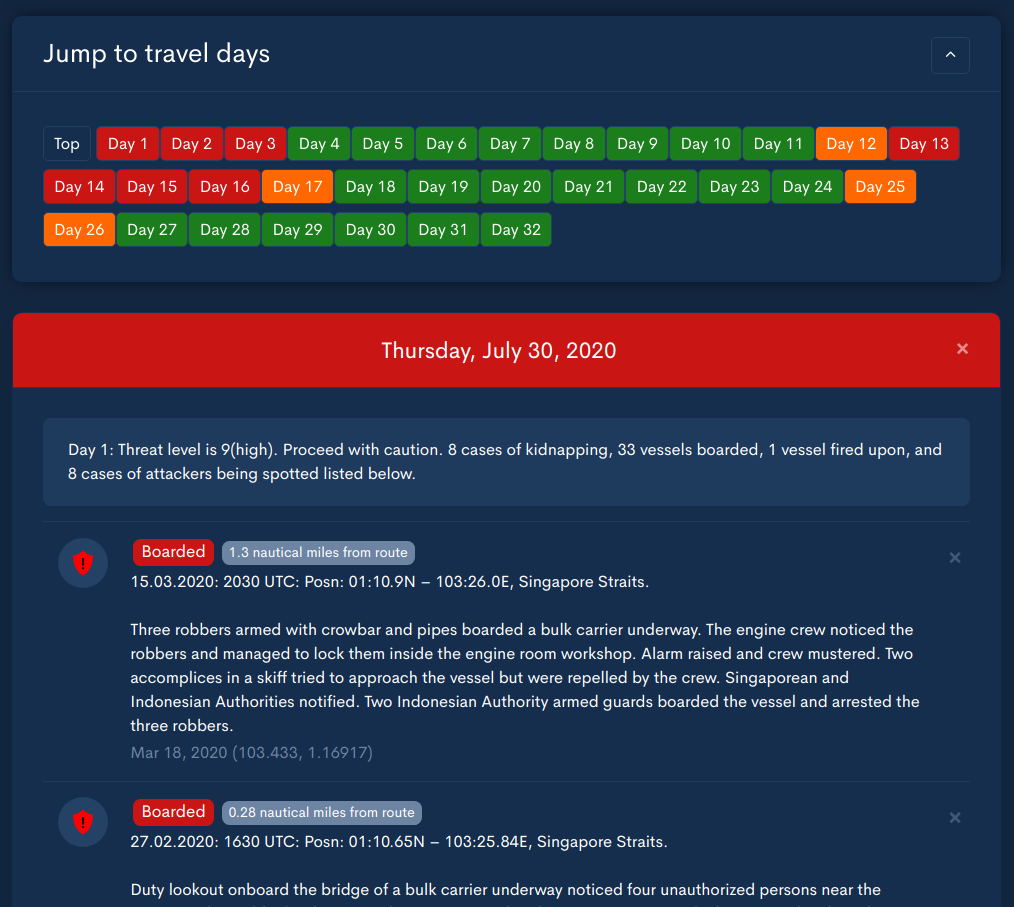 Jump to travel days
Top Day 1 Day 2 Day 3 Day 4 Day 5 Day 6 Day 7 Day 8 Day 9 Day 10 Day 11 Day 12 Day 13
Day 14 Day 15 Day 16 Day 17 Day 18 Day 19 Day 20 Day 21 Day 22 Day 23 Day 24 Day 25
Day 26 Day 27 Day 28 Day 29 Day 30 Day 31 Day 32
Thursday, July 30, 2020
Day 1: Threat level is 9(high). Proceed with caution. 8 cases of kidnapping, 33 vessels boarded, 1 vessel fired upon, and
8 cases of attackers being spotted listed below.
Boarded 1.3 nautical miles from route
15.03.2020: 2030 UTC: Posn: 01:10.9N – 103:26.0E, Singapore Straits.
Three robbers armed with crowbar and pipes boarded a bulk carrier underway. The engine crew noticed the
robbers and managed to lock them inside the engine room workshop. Alarm raised and crew mustered. Two
accomplices in a skiff tried to approach the vessel but were repelled by the crew. Singaporean and
Indonesian Authorities notified. Two Indonesian Authority armed guards boarded the vessel and arrested the
three robbers.
Mar 18, 2020 (103.433, 1.16917)
Boarded 0.28 nautical miles from route
27.02.2020: 1630 UTC: Posn: 01:10.65N – 103:25.84E, Singapore Straits.
Duty lookout onboard the bridge of a bulk carrier underway noticed four unauthorized persons near the